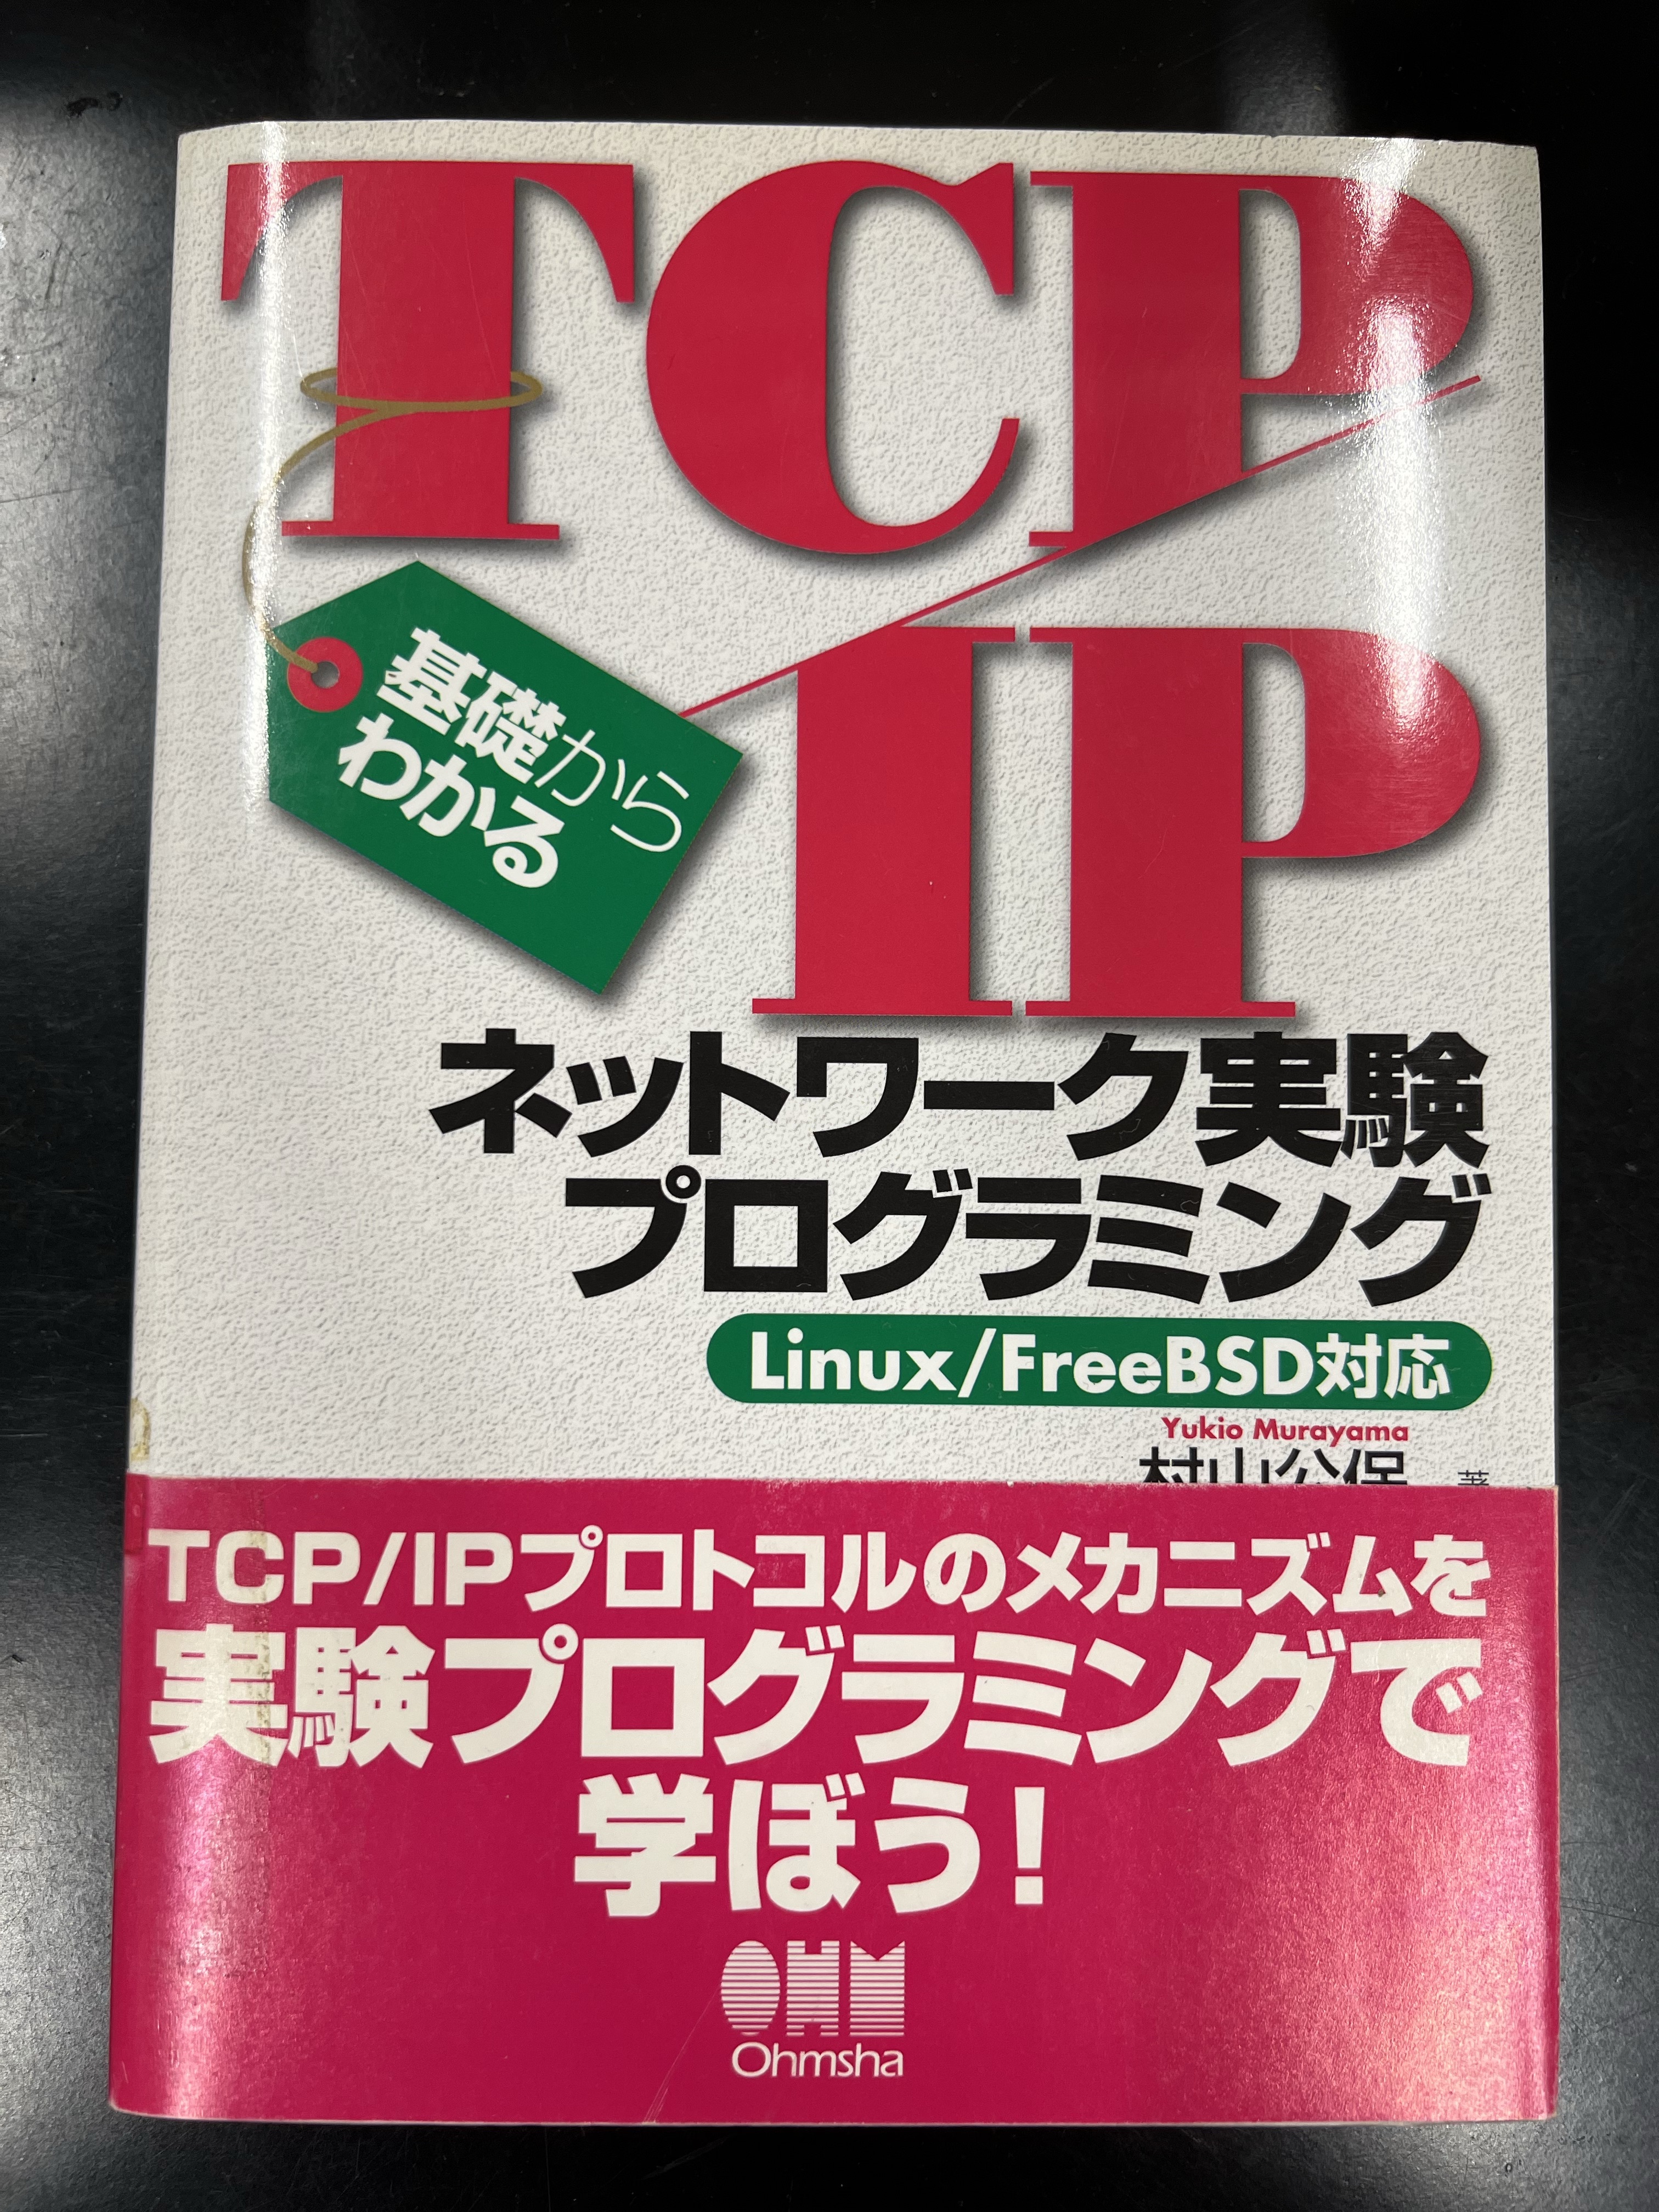 TCP/
IP
基礎から
わかる
ネットワーク実験
プログラミング
Linux/FreeBSD対応
Yukio Murayama
村山公保 著
TCP/IPプロトコルのメカニズムを
実験プログラミングで
学ぼう!
OHM
Ohmsha